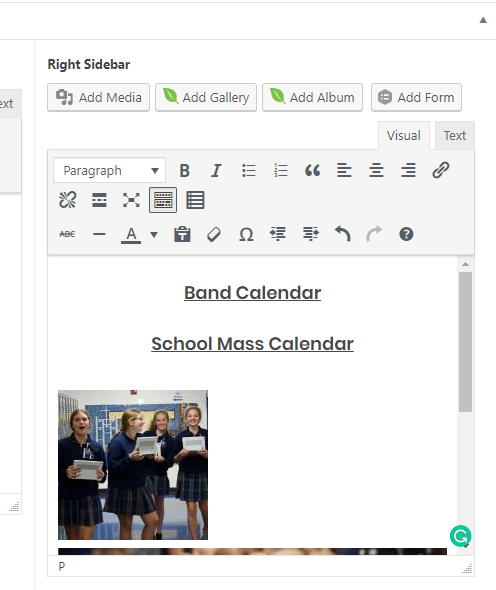 Right Sidebar
Add Media Add Gallery Add Album Add Form
ext
Visual Text
Paragraph B I
ABC A Ω ?
Band Calendar
School Mass Calendar
P